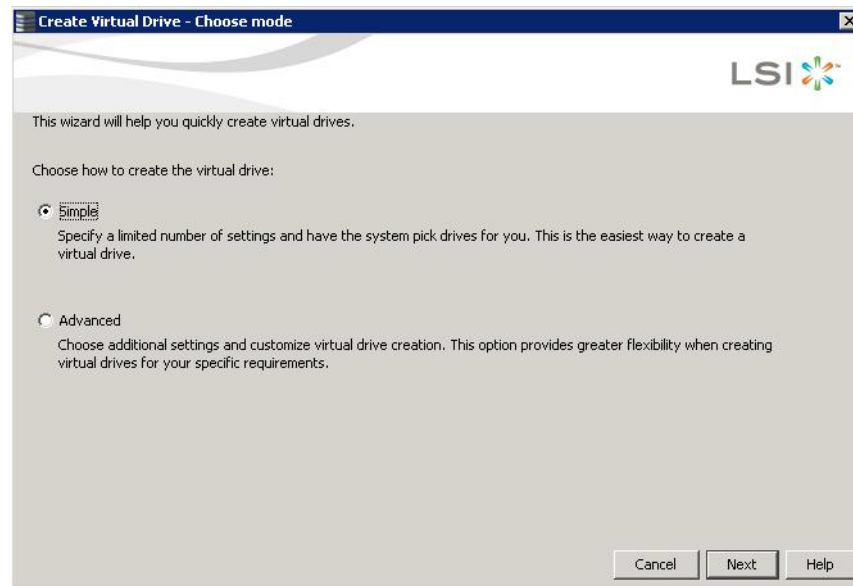 Create Virtual Drive - Choose mode
LSI
This wizard will help you quickly create virtual drives.
Choose how to create the virtual drive:
Simple
Specify a limited number of settings and have the system pick drives for you. This is the easiest way to create a
virtual drive.
Advanced
Choose additional settings and customize virtual drive creation. This option provides greater flexibility when creating
virtual drives for your specific requirements.
Cancel Next Help